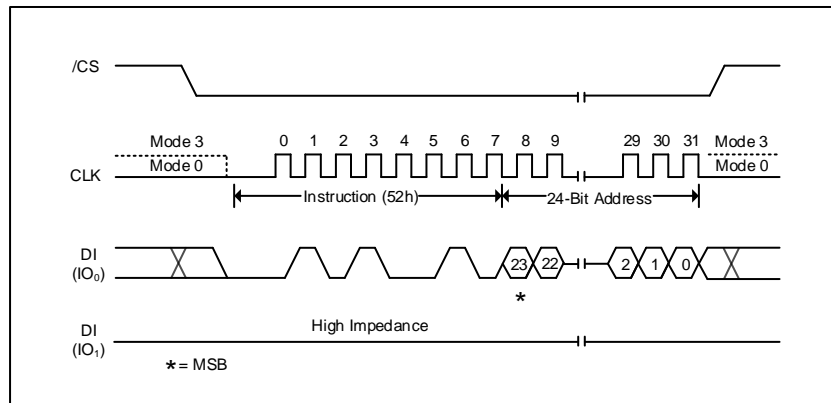 /CS
Mode 3
0 1 2 3 4 5 6 7 8 9 29 30 31
Mode 3
CLK
Mode 0
Mode 0
Instruction (52h)
24-Bit Address
DI
(IO₀)
23 22 2 1 0
*
DI
(IO₁)
High Impedance
* = MSB